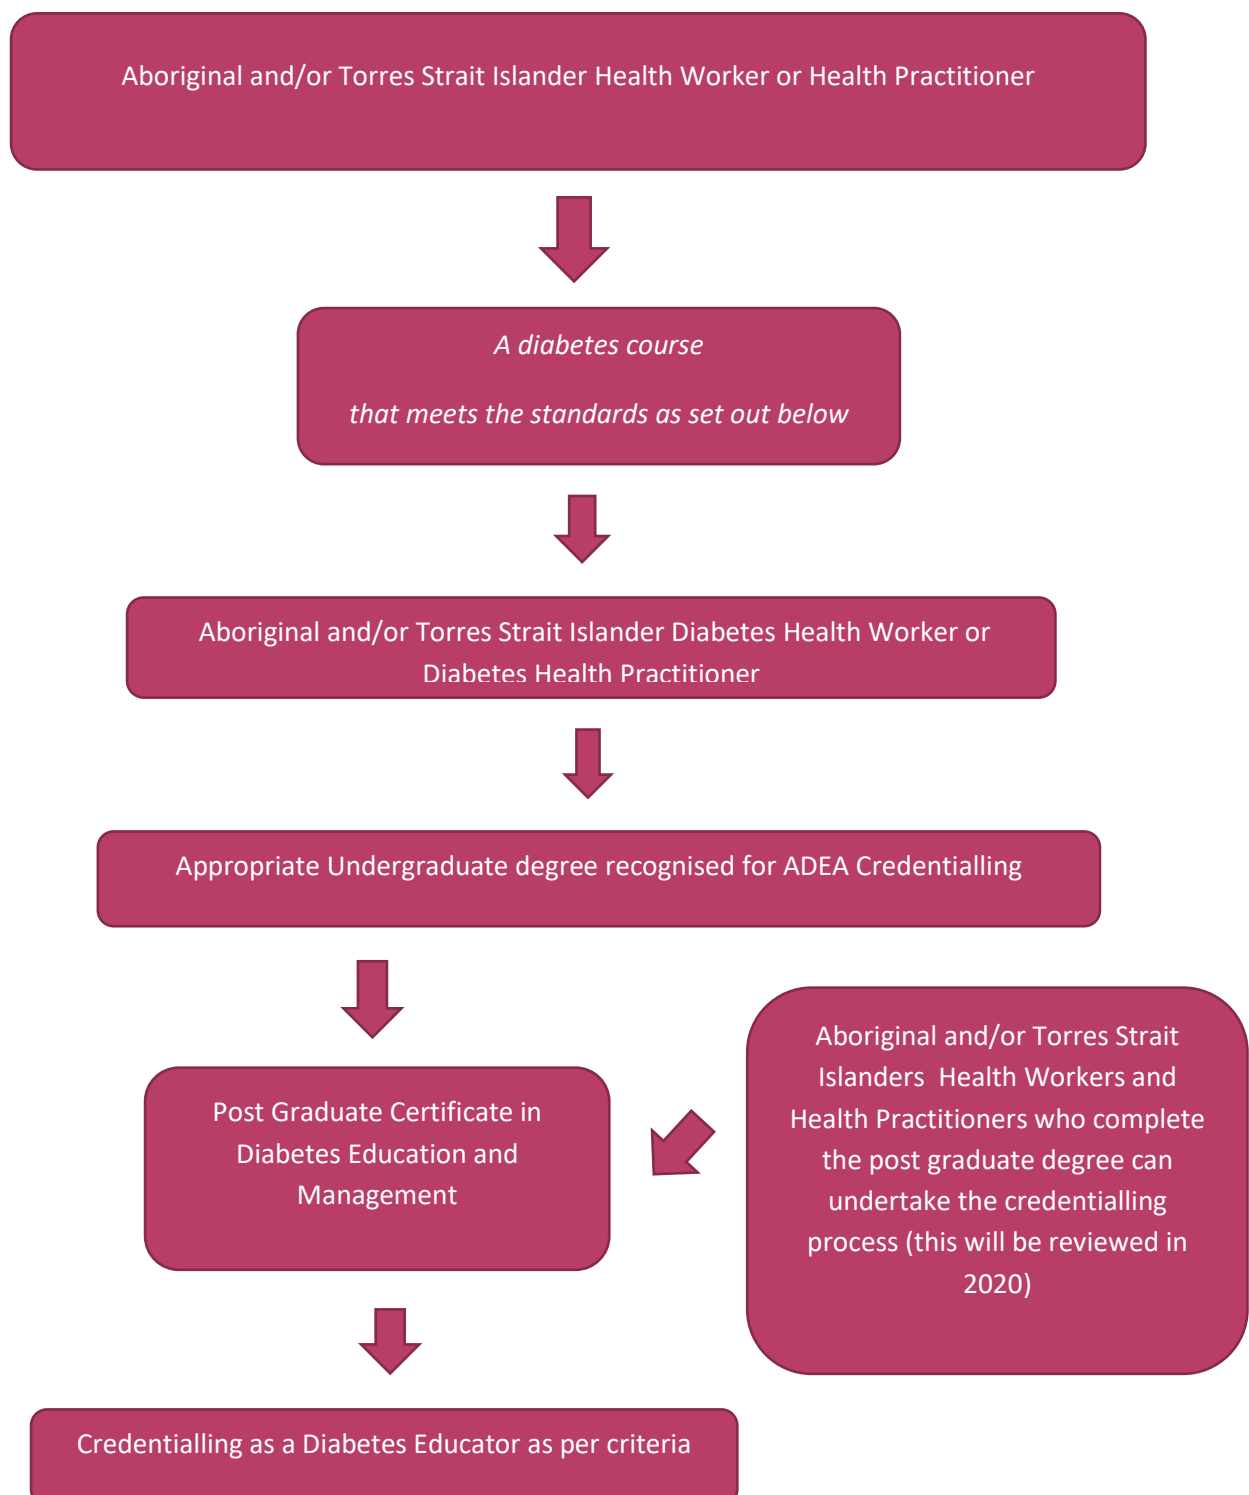 Aboriginal and/or Torres Strait Islander Health Worker or Health Practitioner
A diabetes course
that meets the standards as set out below
Aboriginal and/or Torres Strait Islander Diabetes Health Worker or
Diabetes Health Practitioner
Appropriate Undergraduate degree recognised for ADEA Credentialling
Post Graduate Certificate in
Diabetes Education and
Management
Aboriginal and/or Torres Strait
Islanders  Health Workers and
Health Practitioners who complete
the post graduate degree can
undertake the credentialling
process (this will be reviewed in
2020)
Credentialling as a Diabetes Educator as per criteria